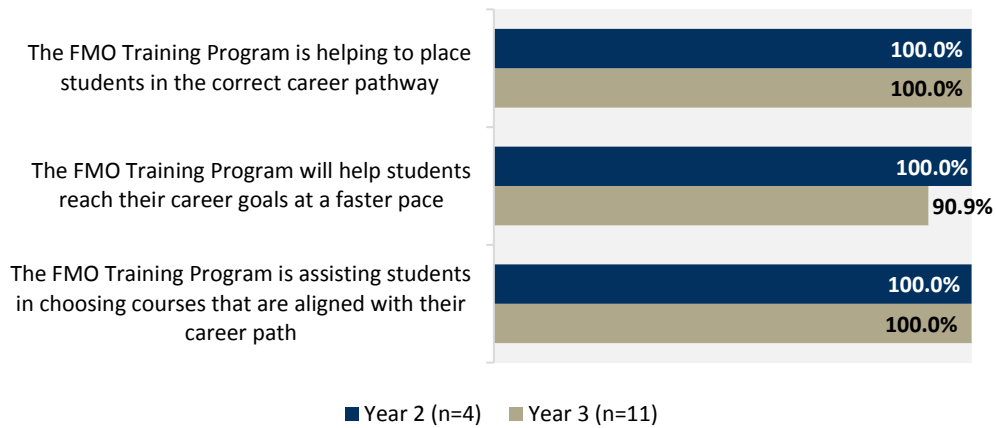 The FMO Training Program is helping to place
students in the correct career pathway
100.0%
100.0%
The FMO Training Program will help students
reach their career goals at a faster pace
100.0%
90.9%
The FMO Training Program is assisting students
in choosing courses that are aligned with their
career path
100.0%
100.0%
Year 2 (n=4) Year 3 (n=11)